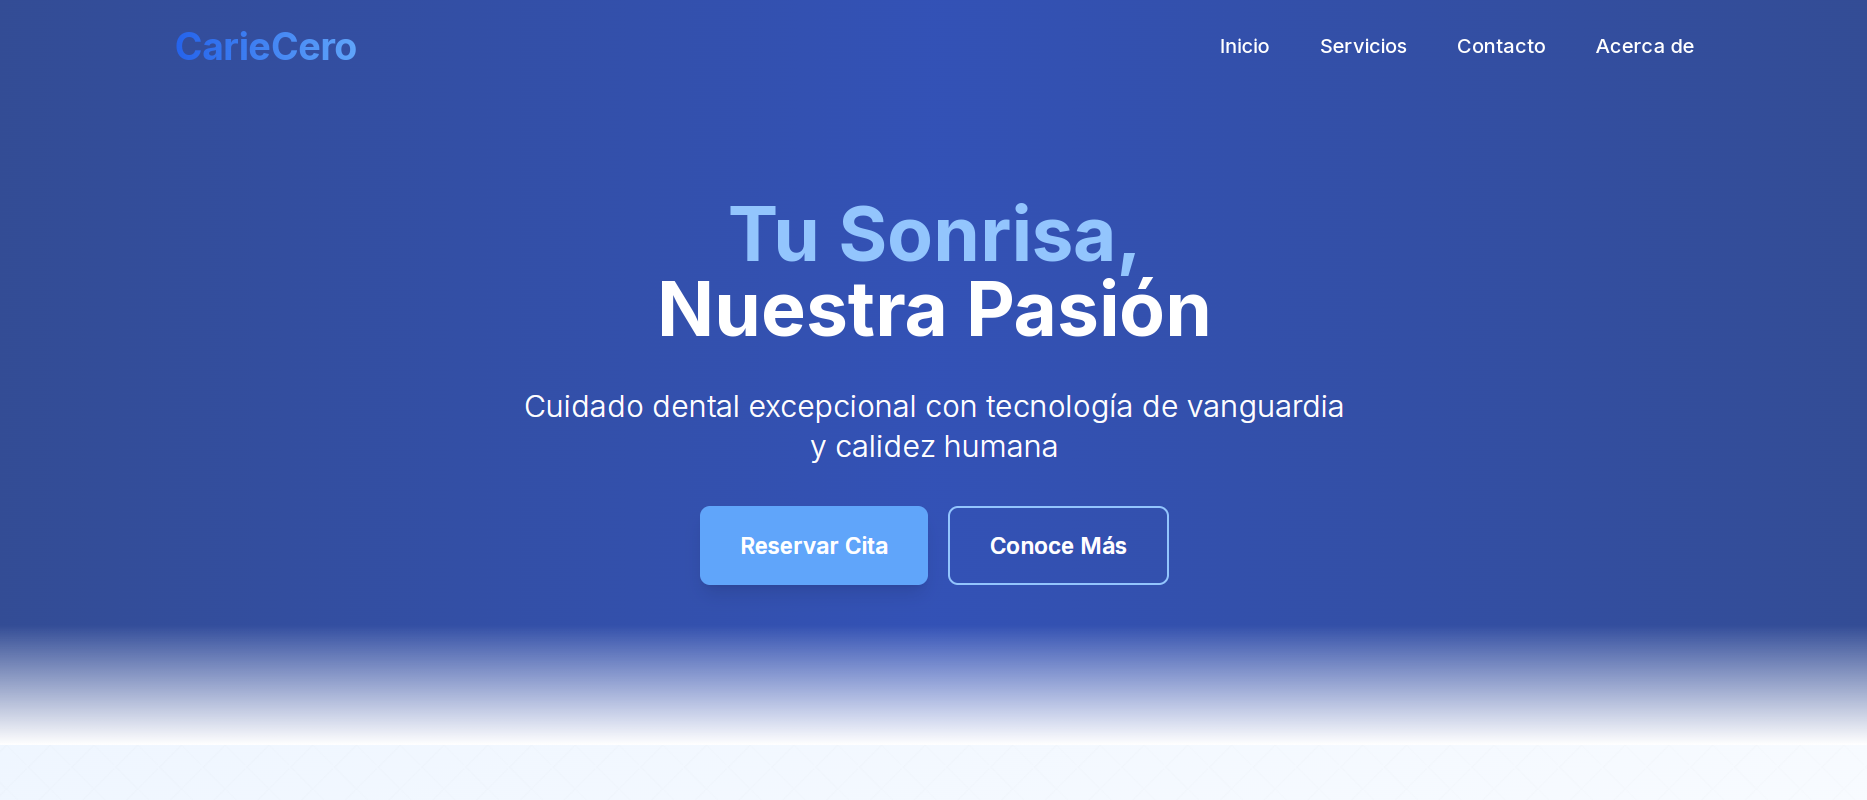 CarieCero
Inicio Servicios Contacto Acerca de
Tu Sonrisa,
Nuestra Pasión
Cuidado dental excepcional con tecnología de vanguardia
y calidez humana
Reservar Cita
Conoce Más